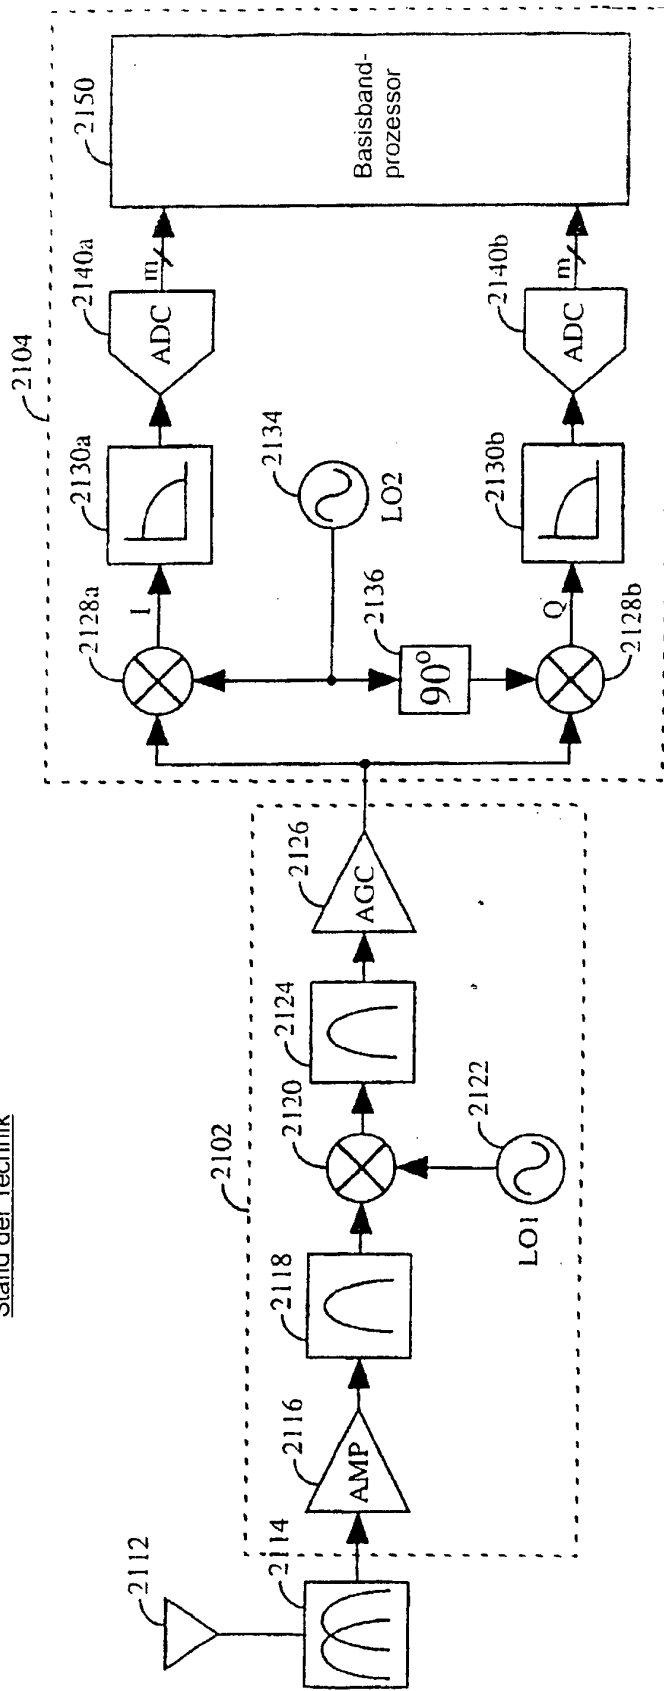 Stand der Technik
2112
2114
2102
2116
AMP
2118
2120
2122
LO1
2124
2126
AGC
2104
2128a
I
2130a
2140a
ADC
m
2134
LO2
2136
90°
2128b
Q
2130b
2140b
ADC
m
2150
Basisband-
prozessor